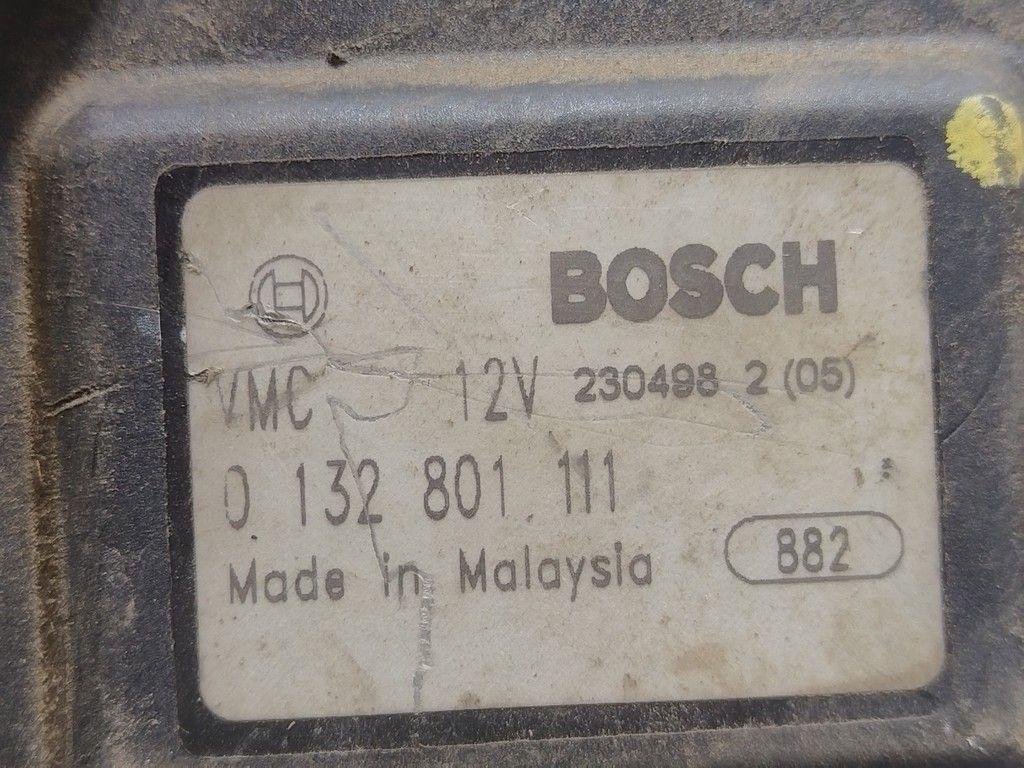 BOSCH
VMC 12V 230498 2 (05)
0 132 801 111
Made in Malaysia
882